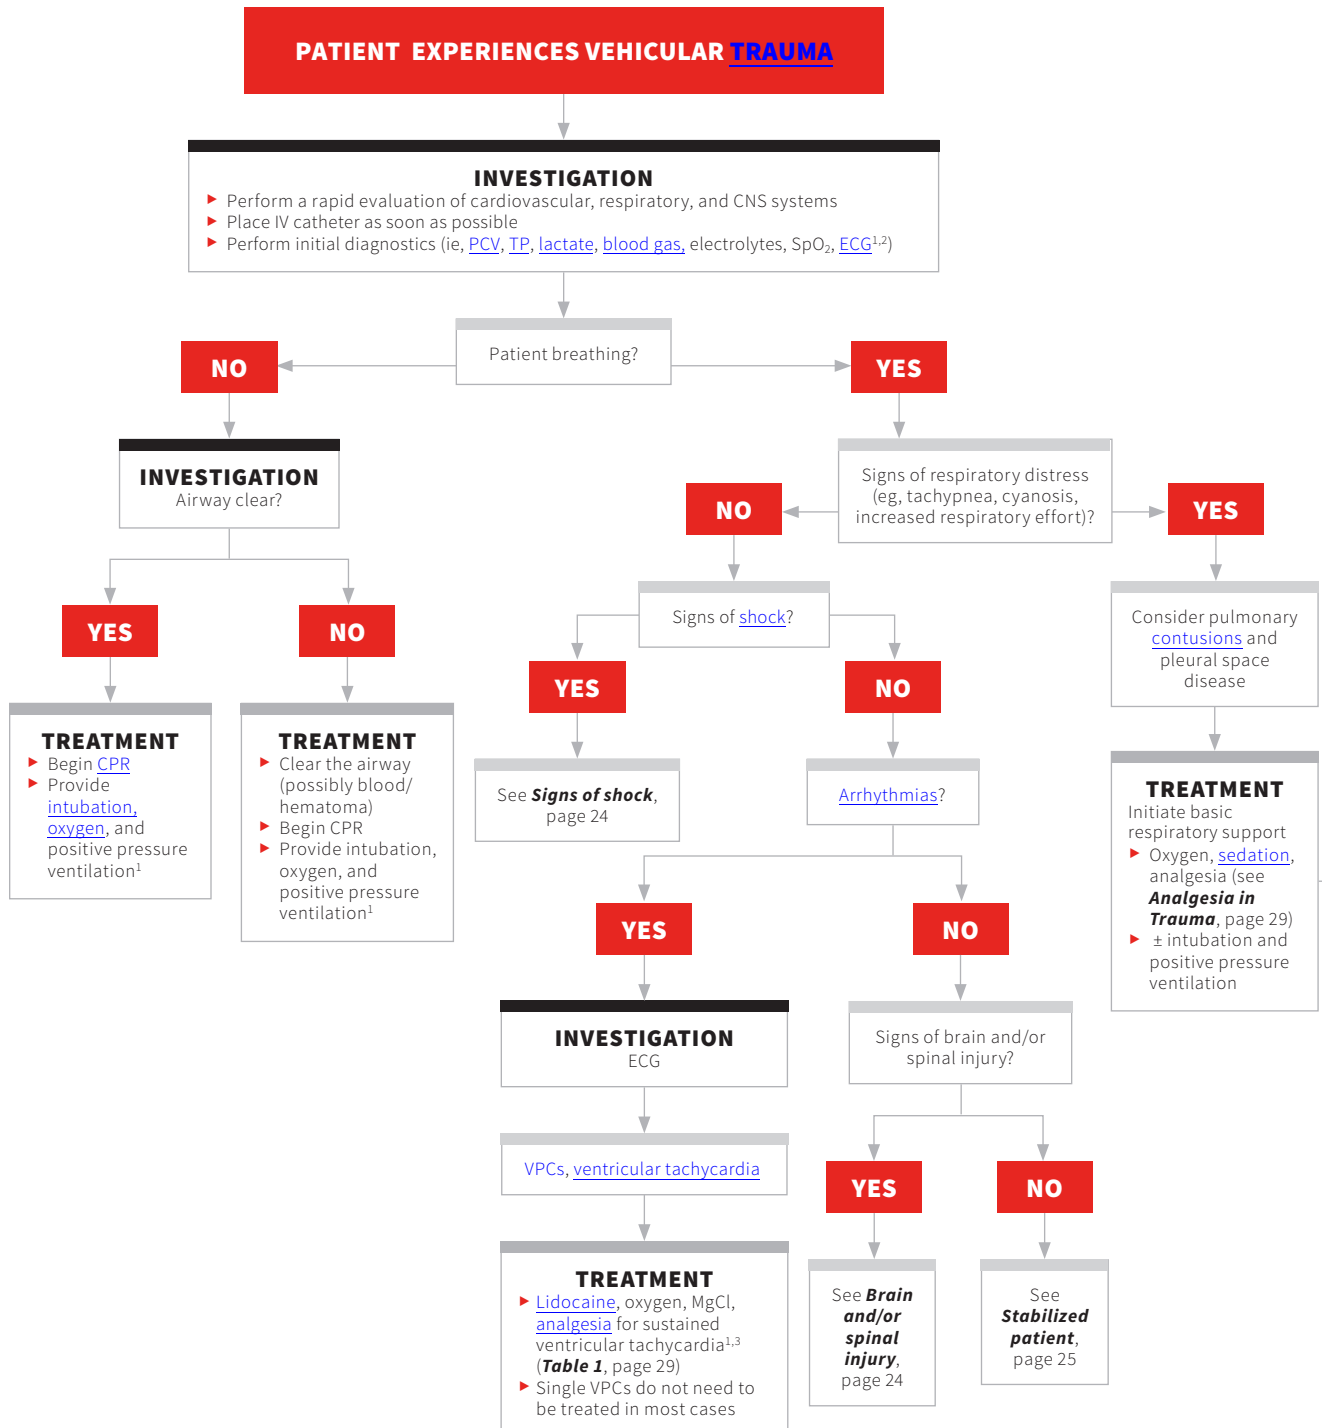 PATIENT EXPERIENCES VEHICULAR TRAUMA
INVESTIGATION
▶ Perform a rapid evaluation of cardiovascular, respiratory, and CNS systems
▶ Place IV catheter as soon as possible
▶ Perform initial diagnostics (ie, PCV, TP, lactate, blood gas, electrolytes, SpO₂, ECG¹,²)
Patient breathing?
NO
YES
INVESTIGATION
Airway clear?
YES
NO
TREATMENT
▶ Begin CPR
▶ Provide
intubation,
oxygen, and
positive pressure
ventilation¹
TREATMENT
▶ Clear the airway
(possibly blood/
hematoma)
▶ Begin CPR
▶ Provide intubation,
oxygen, and
positive pressure
ventilation¹
Signs of respiratory distress
(eg, tachypnea, cyanosis,
increased respiratory effort)?
NO
YES
Signs of shock?
YES
NO
See Signs of shock,
page 24
Arrhythmias?
YES
NO
INVESTIGATION
ECG
VPCs, ventricular tachycardia
TREATMENT
▶ Lidocaine, oxygen, MgCl,
analgesia for sustained
ventricular tachycardia¹,³
(Table 1, page 29)
▶ Single VPCs do not need to
be treated in most cases
Signs of brain and/or
spinal injury?
YES
NO
See Brain
and/or
spinal
injury,
page 24
See
Stabilized
patient,
page 25
Consider pulmonary
contusions and
pleural space
disease
TREATMENT
Initiate basic
respiratory support
▶ Oxygen, sedation,
analgesia (see
Analgesia in
Trauma, page 29)
▶ ± intubation and
positive pressure
ventilation